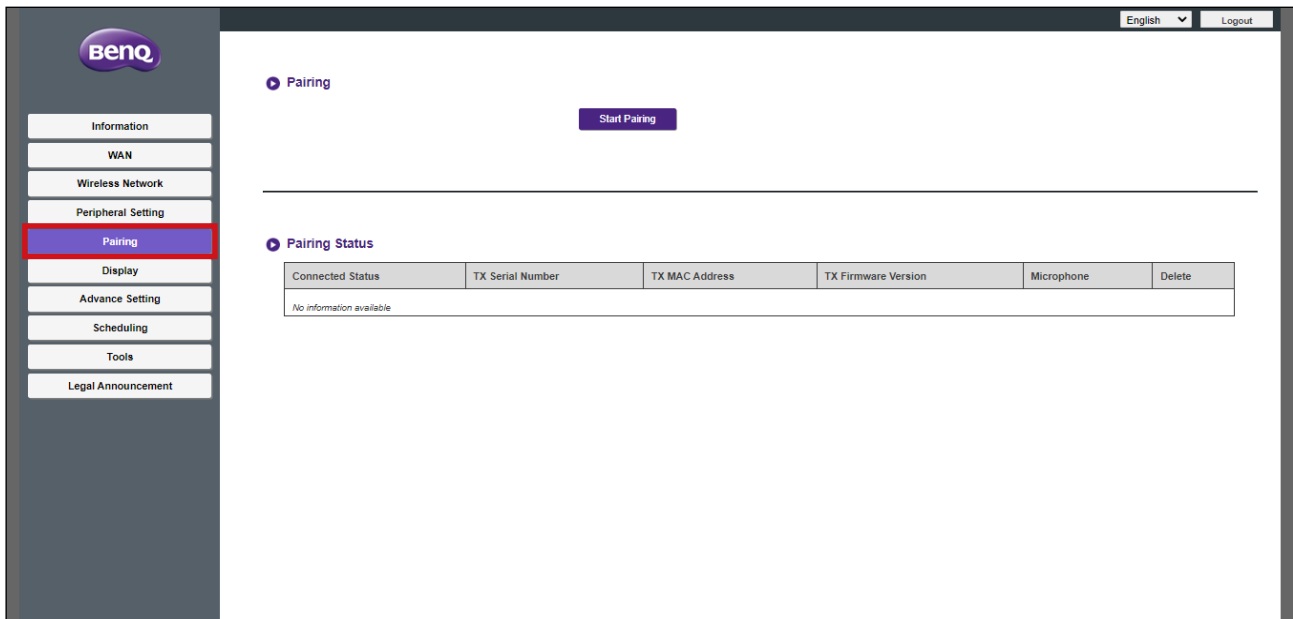 English Logout
BenQ
Pairing
Start Pairing
Information
WAN
Wireless Network
Peripheral Setting
Pairing
Display
Advance Setting
Scheduling
Tools
Legal Announcement
Pairing Status
Connected Status TX Serial Number TX MAC Address TX Firmware Version Microphone Delete
No information available